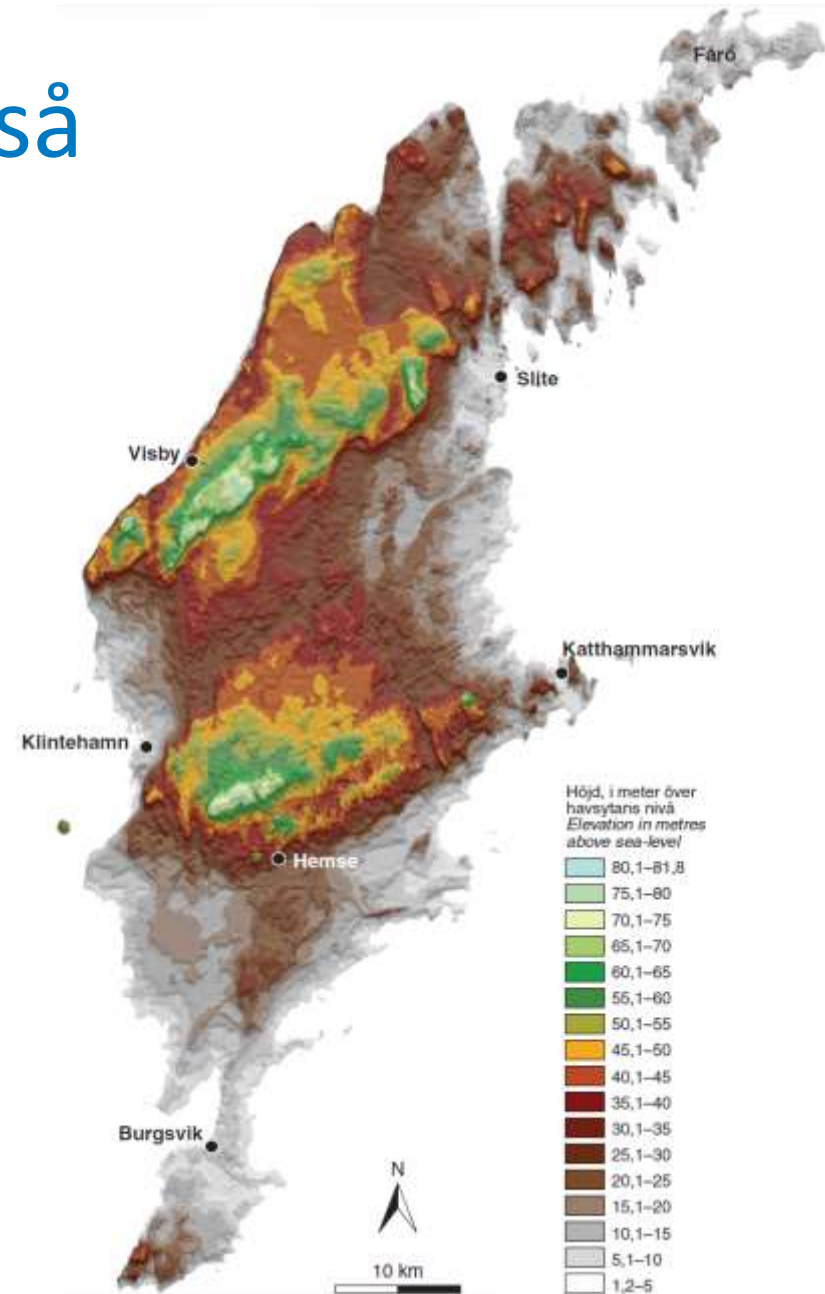 så
Fårö
Slite
Visby
Katthammarsvik
Klintehamn
Hemse
Burgsvik
N
10 km
Höjd, i meter över
havsytans nivå
Elevation in metres
above sea-level
80,1–81,8
75,1–80
70,1–75
65,1–70
60,1–65
55,1–60
50,1–55
45,1–50
40,1–45
35,1–40
30,1–35
25,1–30
20,1–25
15,1–20
10,1–15
5,1–10
1,2–5